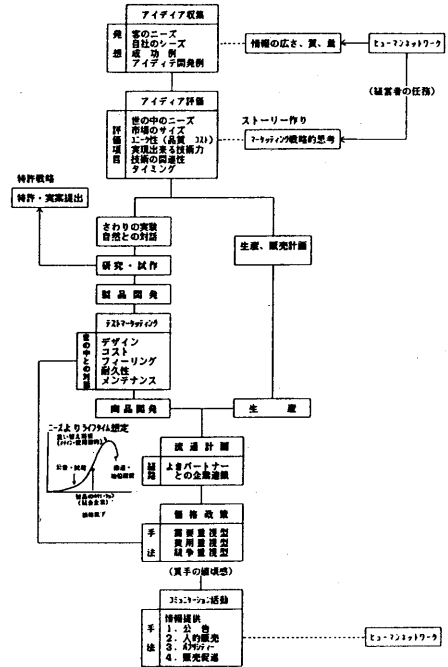 アイディア収集
発想
客のニーズ
自社のシーズ
成功例
アイディテ開発例
情報の広さ、質、量
ヒューマンネットワーク
(経営者の任務)
アイディア評価
評価項目
世の中のニーズ
市場のサイズ
ユニーク性(品質 コスト)
実現出来る技術力
技術の関連性
タイミング
ストーリー作り
マーケッティング戦略的思考
特許戦略
特許・実案提出
さわりの実験
自然との対話
生産、販売計画
研究・試作
製品開発
テストマーケッティング
世の中との対話
デザイン
コスト
フィーリング
耐久性
メンテナンス
商品開発
生産
ニーズよりライフタイム想定
流通計画
よきパートナー
との企業連鎖
価格政策
手法
需要重視型
費用重視型
競争重視型
(買手の値頃感)
コミュニケーション活動
手法
情報提供
1.公告
2.人的販売
3.パブリシティー
4.販売促進
ヒューマンネットワーク